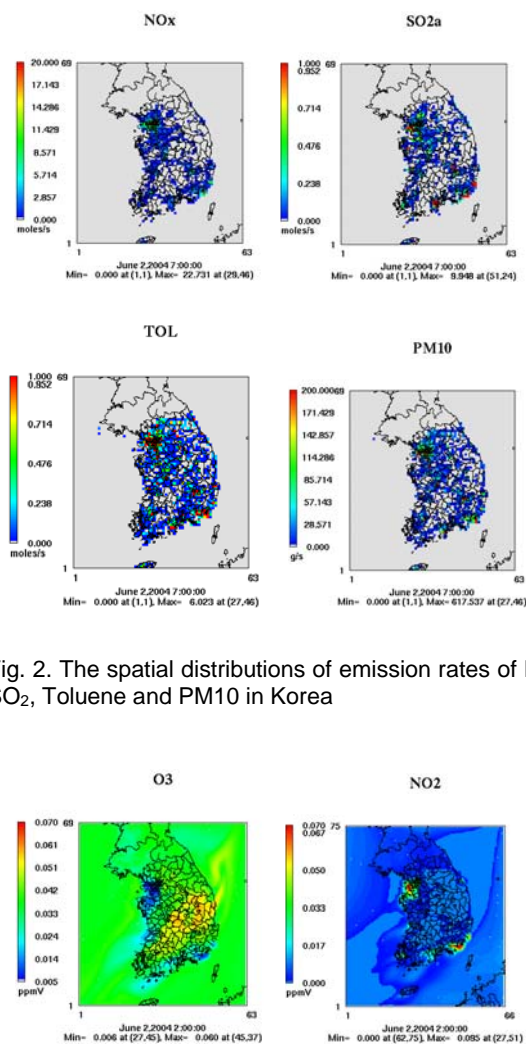 NOx
SO2a
20.000 69
17.143
14.286
11.429
8.571
5.714
2.857
0.000
moles/s
1
1 63
June 2,2004 7:00:00
Min= 0.000 at (1,1), Max= 22.731 at (29,46)
1.000 69
0.952
0.714
0.476
0.238
0.000
moles/s
1
1 63
June 2,2004 7:00:00
Min= 0.000 at (1,1), Max= 9.948 at (51,24)
TOL
PM10
1.000 69
0.952
0.714
0.476
0.238
0.000
moles/s
1
1 63
June 2,2004 7:00:00
Min= 0.000 at (1,1), Max= 6.023 at (27,46)
200.000 69
171.429
142.857
114.286
85.714
57.143
28.571
0.000
g/s
1
1 63
June 2,2004 7:00:00
Min= 0.000 at (1,1), Max= 617.537 at (27,46)
ig. 2. The spatial distributions of emission rates of
SO₂, Toluene and PM10 in Korea
O3
NO2
0.070 69
0.061
0.051
0.042
0.033
0.024
0.014
0.005
ppmV
1
1 63
June 2,2004 2:00:00
Min= 0.006 at (27,45), Max= 0.060 at (45,37)
0.070 75
0.067
0.050
0.033
0.017
0.000
ppmV
1
1 66
June 2,2004 2:00:00
Min= 0.000 at (62,75), Max= 0.095 at (27,51)